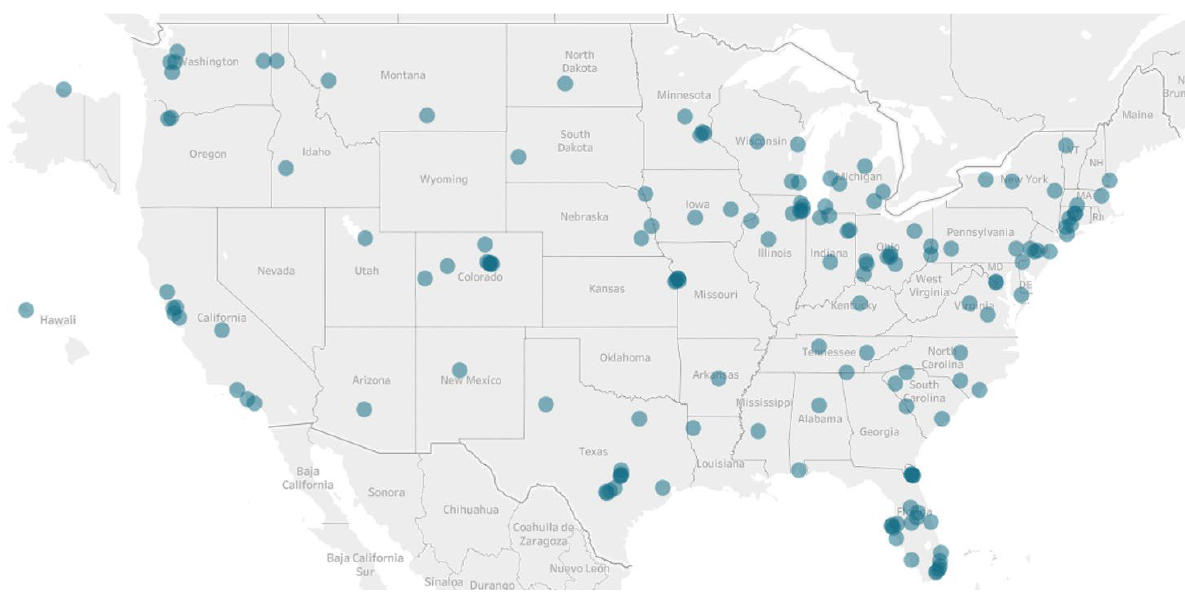 Washington
Montana
North
Dakota
Minnesota
N
Brun
Maine
Oregon
Idaho
South
Dakota
Wisconsin
Michigan
VT
NH
New York
MA
RI
Wyoming
Nebraska
Iowa
Illinois
Indiana
Ohio
Pennsylvania
Nevada
Utah
Colorado
Kansas
Missouri
West
Virginia
MD
DE
Virginia
Kentucky
Hawaii
California
Arizona
New Mexico
Oklahoma
Arkansas
Tennessee
North
Carolina
South
Carolina
Mississippi
Alabama
Georgia
Texas
Louisiana
Florida
Baja
California
Sonora
Chihuahua
Coahuila de
Zaragoza
Baja California
Sur
Sinaloa
Durango
Nuevo León